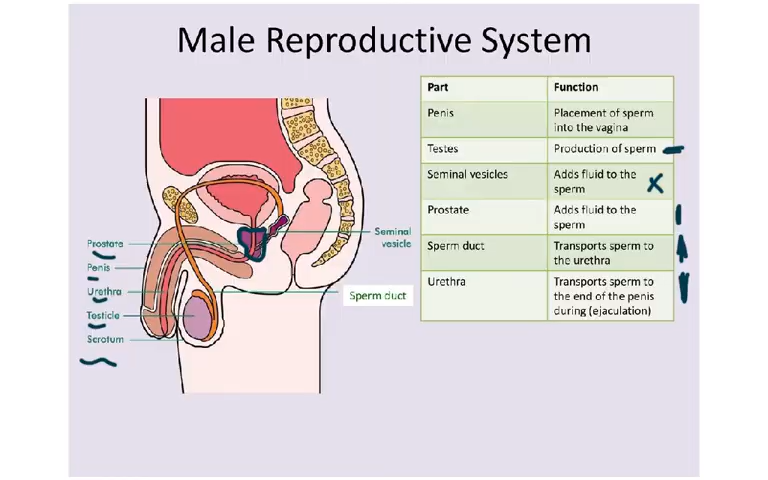 Male Reproductive System
Prostate
Penis
Urethra
Testicle
Scrotum
Seminal
vesicle
Sperm duct
Part Function
Penis Placement of sperm
into the vagina
Testes Production of sperm
Seminal vesicles Adds fluid to the
sperm
Prostate Adds fluid to the
sperm
Sperm duct Transports sperm to
the urethra
Urethra Transports sperm to
the end of the penis
during (ejaculation)